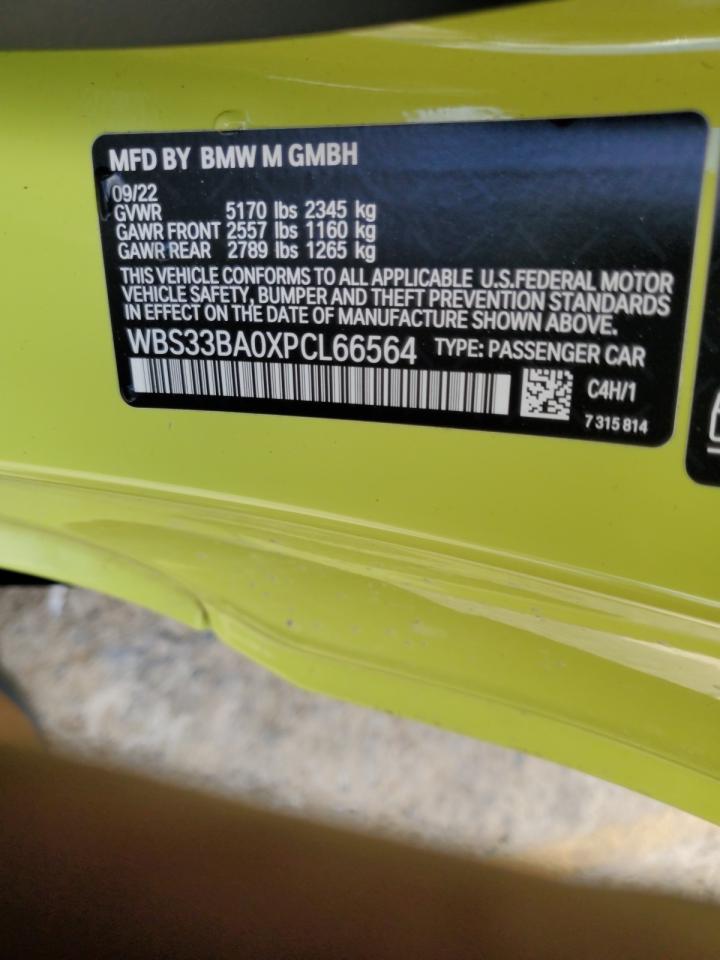 MFD BY BMW M GMBH
09/22
GVWR 5170 lbs 2345 kg
GAWR FRONT 2557 lbs 1160 kg
GAWR REAR 2789 lbs 1265 kg
THIS VEHICLE CONFORMS TO ALL APPLICABLE U.S.FEDERAL MOTOR
VEHICLE SAFETY, BUMPER AND THEFT PREVENTION STANDARDS
IN EFFECT ON THE DATE OF MANUFACTURE SHOWN ABOVE.
WBS33BA0XPCL66564 TYPE: PASSENGER CAR
C4H/1
7 315 814